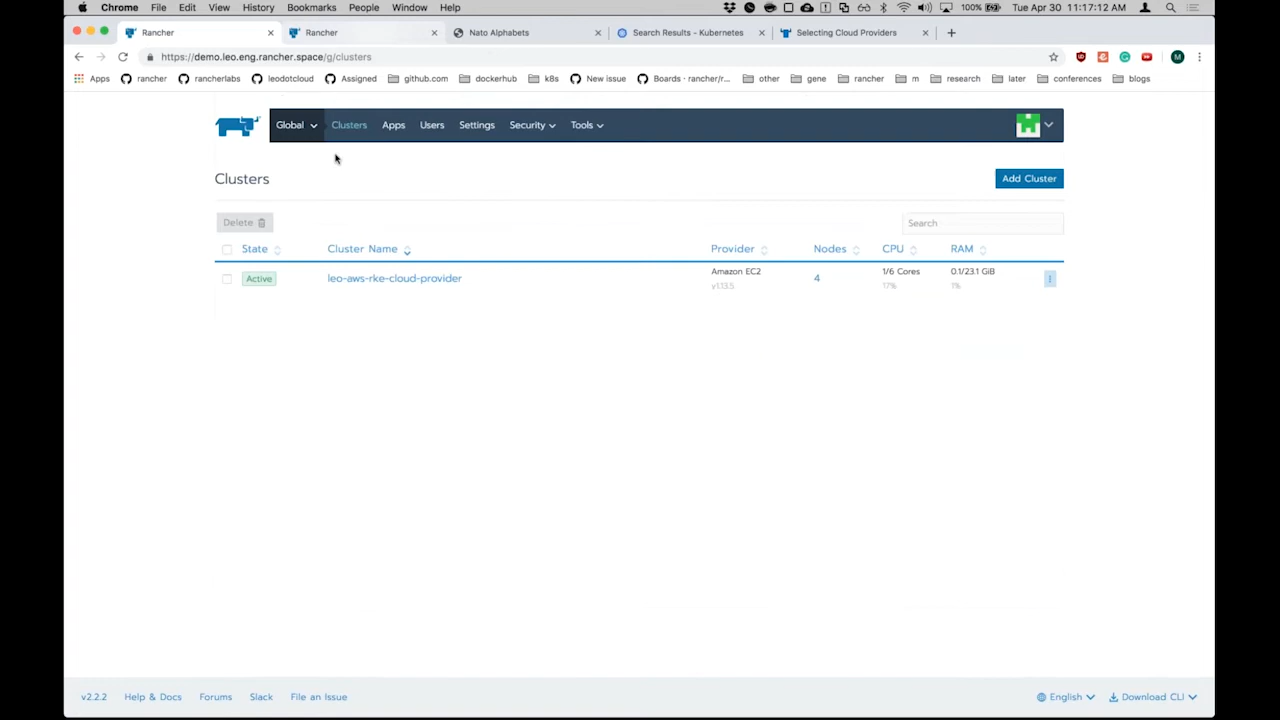 Chrome File Edit View History Bookmarks People Window Help 100% Tue Apr 30 11:17:12 AM
Rancher Rancher Nato Alphabets Search Results - Kubernetes Selecting Cloud Providers
https://demo.leo.eng.rancher.space/g/clusters
Apps rancher rancherlabs leodotcloud Assigned github.com dockerhub k8s New issue Boards · rancher/r... other gene rancher m research later conferences blogs
Global Clusters Apps Users Settings Security Tools
Clusters Add Cluster
Delete Search
State Cluster Name Provider Nodes CPU RAM
Active leo-aws-rke-cloud-provider Amazon EC2 4 1/6 Cores 0.1/23.1 GiB
v1.13.5 17% 1%
v2.2.2 Help & Docs Forums Slack File an Issue English Download CLI